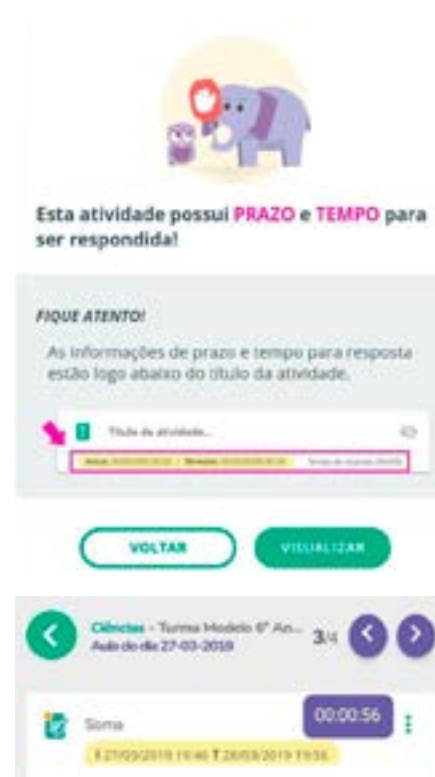 Esta atividade possui PRAZO e TEMPO para
ser respondida!
FIQUE ATENTO!
As informações de prazo e tempo para resposta
estão logo abaixo do título da atividade.
Título da atividade...
VOLTAR
VISUALIZAR
Ciências - Turma Modelo 6º An...
Aula do dia 27-03-2019
3/4
Soma
00:00:56
I 27/03/2019 19:46 T 28/03/2019 19:56